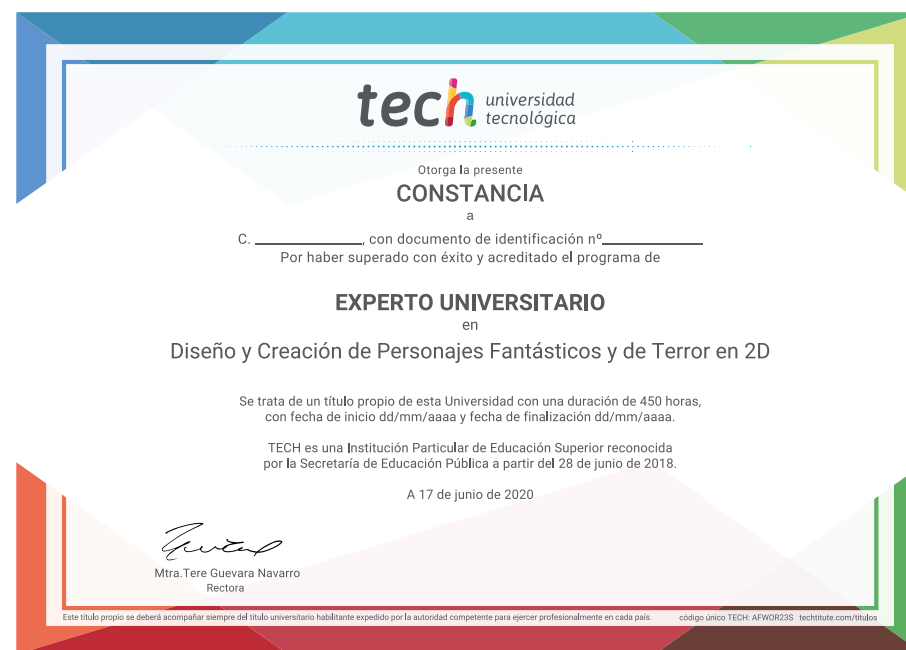 tech universidad
tecnológica
Otorga la presente
CONSTANCIA
a
C. ____________, con documento de identificación nº____________
Por haber superado con éxito y acreditado el programa de
EXPERTO UNIVERSITARIO
en
Diseño y Creación de Personajes Fantásticos y de Terror en 2D
Se trata de un título propio de esta Universidad con una duración de 450 horas,
con fecha de inicio dd/mm/aaaa y fecha de finalización dd/mm/aaaa.
TECH es una Institución Particular de Educación Superior reconocida
por la Secretaría de Educación Pública a partir del 28 de junio de 2018.
A 17 de junio de 2020
Mtra.Tere Guevara Navarro
Rectora
Este título propio se deberá acompañar siempre del título universitario habilitante expedido por la autoridad competente para ejercer profesionalmente en cada país. código único TECH: AFWOR23S techtitute.com/titulos